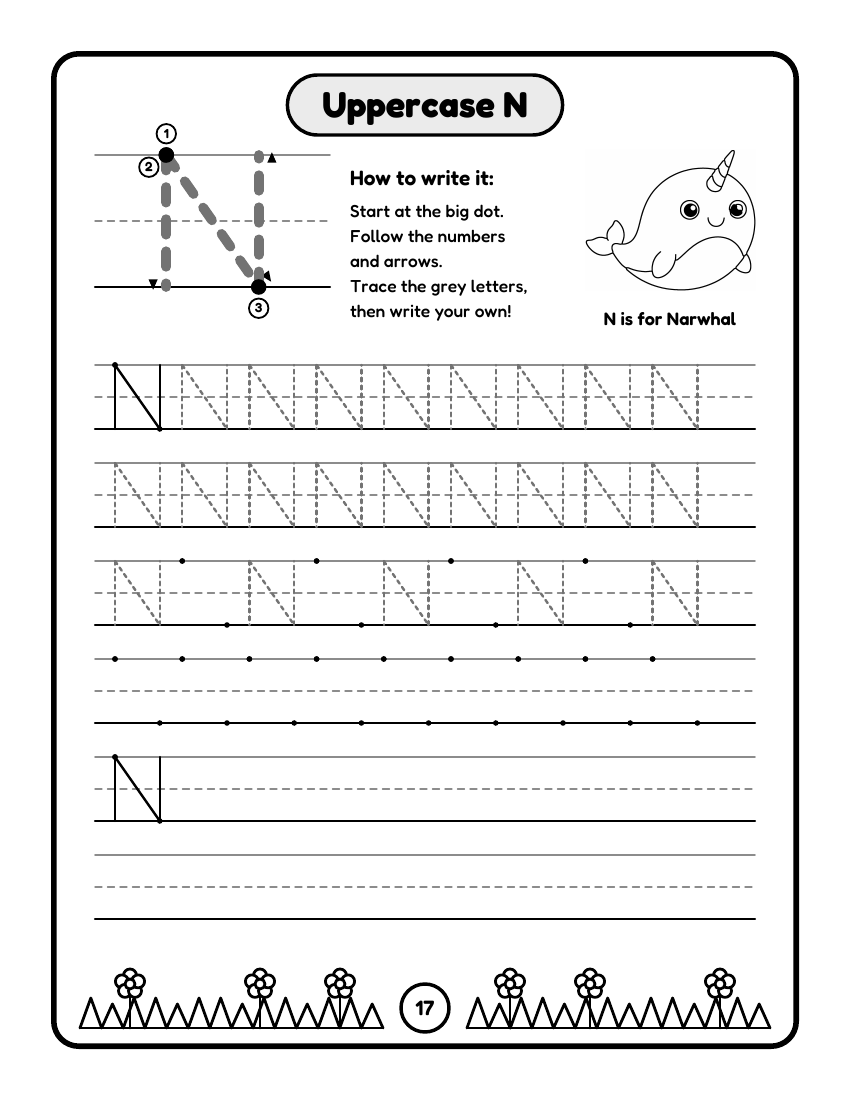 Uppercase N
1
2
3
How to write it:
Start at the big dot.
Follow the numbers
and arrows.
Trace the grey letters,
then write your own!
N is for Narwhal
N N N N N N N N N
N N N N N N N N N
N N N N N
N
17